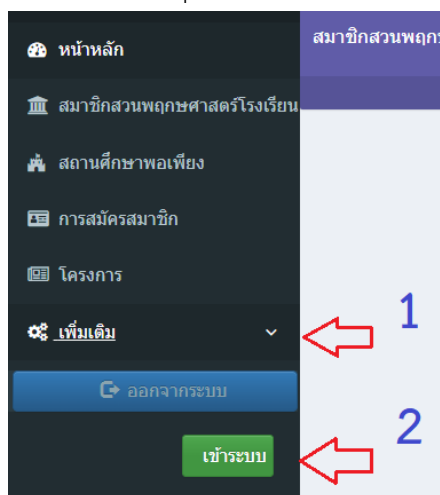 หน้าหลัก
สมาชิกสวนพฤกษศาสตร์โรงเรียน
สถานศึกษาพอเพียง
การสมัครสมาชิก
โครงการ
เพิ่มเติม
1
ออกจากระบบ
เข้าระบบ
2
สมาชิกสวนพฤกษ